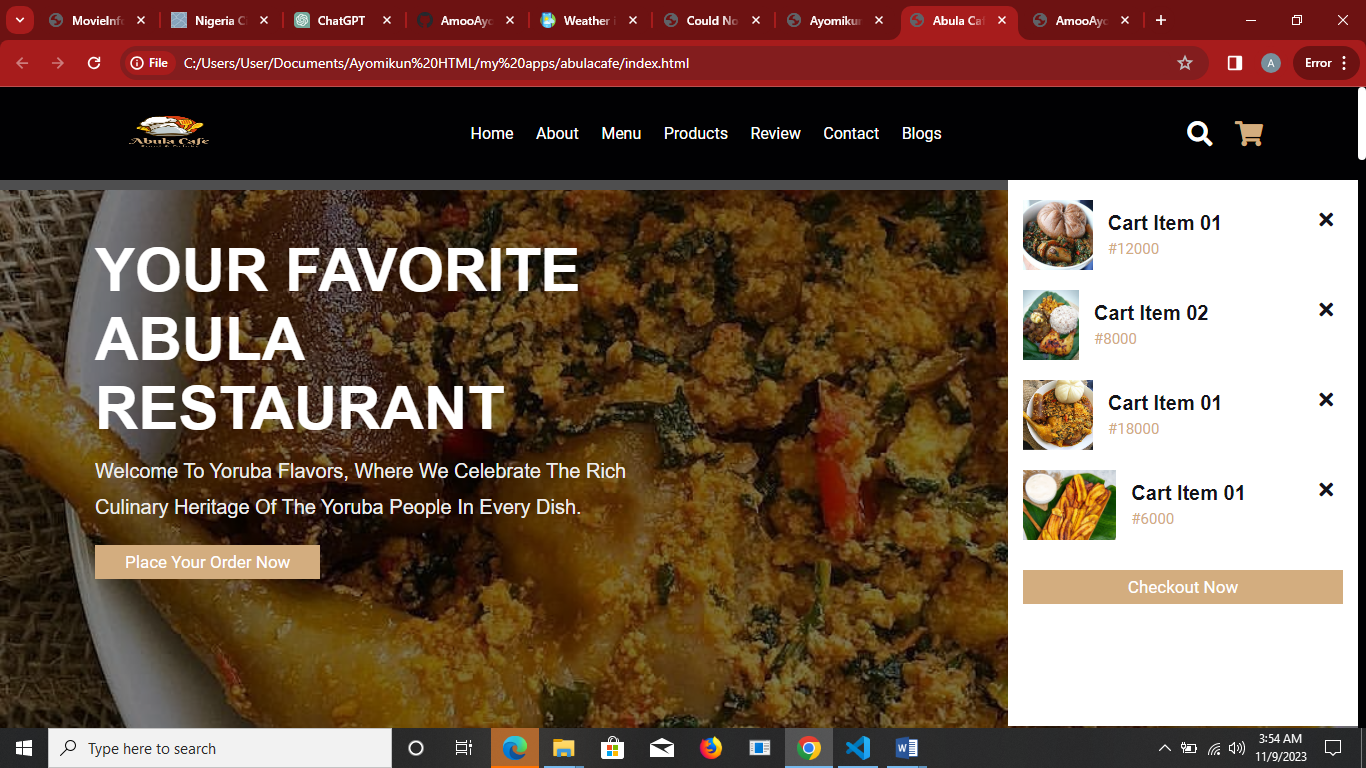 MovieInfo
Nigeria Ci
ChatGPT
AmooAyo
Weather i
Could No
Ayomikun
Abula Caf
AmooAyo
File
C:/Users/User/Documents/Ayomikun%20HTML/my%20apps/abulacafe/index.html
A
Error
Abula Cafe
Home
About
Menu
Products
Review
Contact
Blogs
YOUR FAVORITE
ABULA
RESTAURANT
Welcome To Yoruba Flavors, Where We Celebrate The Rich
Culinary Heritage Of The Yoruba People In Every Dish.
Place Your Order Now
Cart Item 01
#12000
Cart Item 02
#8000
Cart Item 01
#18000
Cart Item 01
#6000
Checkout Now
Type here to search
3:54 AM
11/9/2023